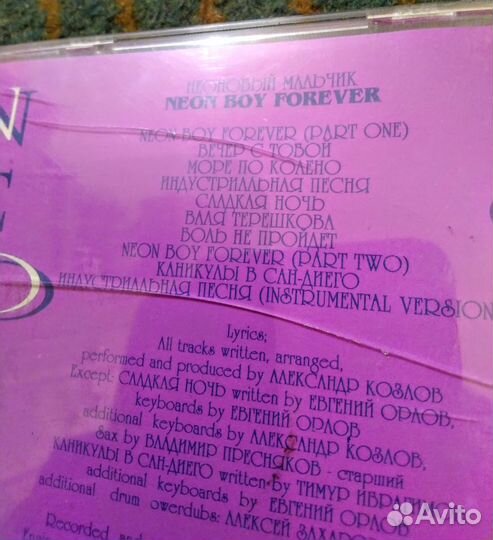 НЕОНОВЫЙ МАЛЬЧИК
NEON BOY FOREVER
NEON BOY FOREVER (PART ONE)
ВЕЧЕР С ТОБОЙ
МОРЕ ПО КОЛЕНО
ИНДУСТРИАЛЬНАЯ ПЕСНЯ
СЛАДКАЯ НОЧЬ
ВАЛЯ ТЕРЕШКОВА
БОЛЬ НЕ ПРОЙДЕТ
NEON BOY FOREVER (PART TWO)
КАНИКУЛЫ В САН-ДИЕГО
ИНДУСТРИАЛЬНАЯ ПЕСНЯ (INSTRUMENTAL VERSION
Lyrics;
All tracks written, arranged,
performed and produced by АЛЕКСАНДР КОЗЛОВ
Except: СЛАДКАЯ НОЧЬ written by ЕВГЕНИЙ ОРЛОВ,
keyboards by ЕВГЕНИЙ ОРЛОВ
additional keyboards by АЛЕКСАНДР КОЗЛОВ,
Sax by ВЛАДИМИР ПРЕСНЯКОВ - старший
КАНИКУЛЫ В САН-ДИЕГО written by ТИМУР
additional keyboards by ЕВГЕНИЙ ОРЛОВ
additional drum owerdubs: АЛЕКСЕЙ
Recorded
N
E
O
Avito